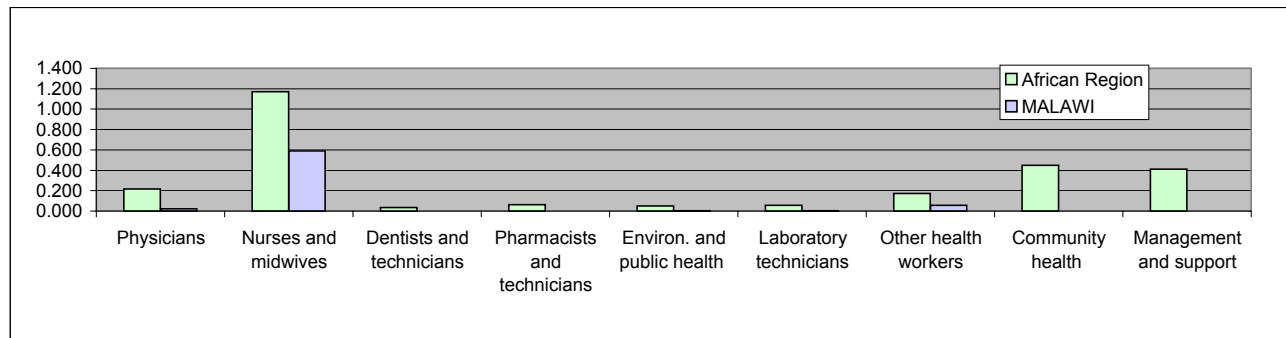 1.400
1.200
1.000
0.800
0.600
0.400
0.200
0.000
African Region
MALAWI
Physicians
Nurses and
midwives
Dentists and
technicians
Pharmacists
and
technicians
Environ. and
public health
Laboratory
technicians
Other health
workers
Community
health
Management
and support